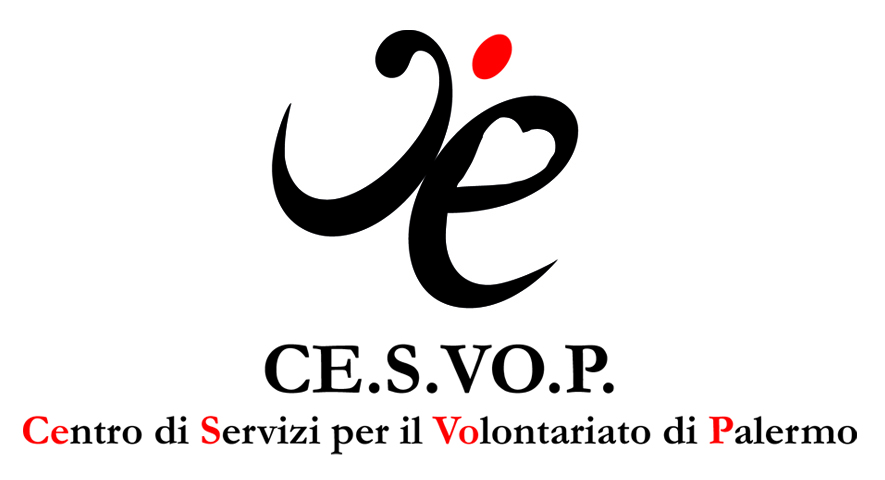 CE.S.VO.P.
Centro di Servizi per il Volontariato di Palermo